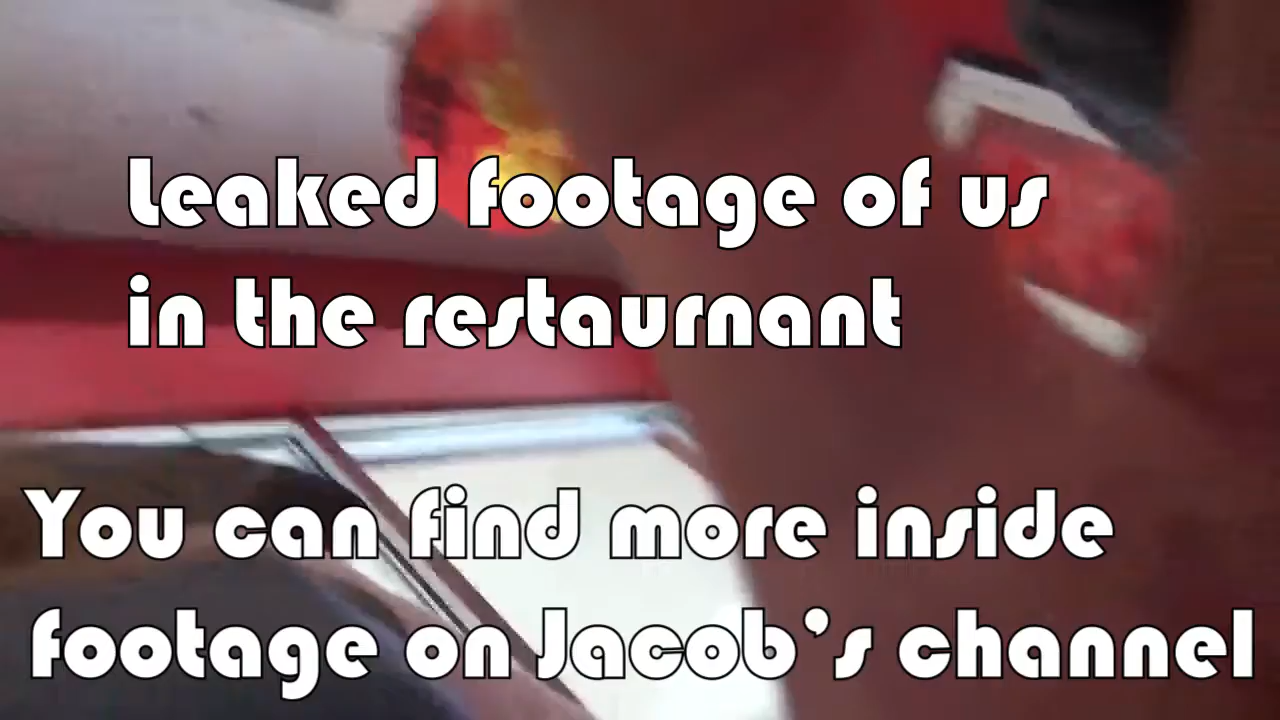 Leaked footage of us
in the restaurnant
You can find more inside
footage on Jacob's channel